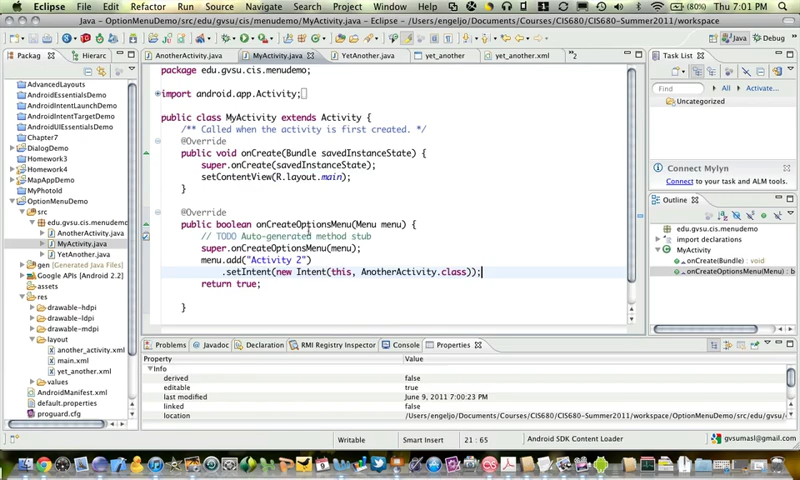 Eclipse File Edit Refactor Navigate Search Project Run Window Help (80%) Thu 7:01 PM
Java - OptionMenuDemo/src/edu/gvsu/cis/menudemo/MyActivity.java - Eclipse - /Users/engeljo/Documents/Courses/CIS680/CIS680-Summer2011/workspace
Java Debug
Packag Hierarc
AnotherActivity.java MyActivity.java YetAnother.java yet_another yet_another.xml »2
Task List
AdvancedLayouts
AndroidEssentialsDemo
AndroidIntentLaunchDemo
AndroidUIEssentialsDemo
Chapter7
DialogDemo
Homework3
Homework4
MapAppDemo
MyPhotoId
OptionMenuDemo
src
edu.gvsu.cis.menudemo
AnotherActivity.java
MyActivity.java
YetAnother.java
gen [Generated Java Files]
Google APIs [Android 2.2]
assets
res
drawable-hdpi
drawable-ldpi
drawable-mdpi
layout
another_activity.xml
main.xml
yet_another.xml
values
AndroidManifest.xml
default.properties
proguard.cfg
package edu.gvsu.cis.menudemo;
import android.app.Activity;
public class MyActivity extends Activity {
/** Called when the activity is first created. */
@Override
public void onCreate(Bundle savedInstanceState) {
super.onCreate(savedInstanceState);
setContentView(R.layout.main);
}
@Override
public boolean onCreateOptionsMenu(Menu menu) {
// TODO Auto-generated method stub
super.onCreateOptionsMenu(menu);
menu.add("Activity 2")
.setIntent(new Intent(this, AnotherActivity.class));
return true;
}
Find All Activate...
Uncategorized
Connect Mylyn
Connect to your task and ALM tools.
Outline
edu.gvsu.cis.menudemo
import declarations
MyActivity
onCreate(Bundle) : void
onCreateOptionsMenu(Menu) : b
Problems Javadoc Declaration RMI Registry Inspector Console Properties
Property Value
Info
derived false
editable true
last modified June 9, 2011 7:00:23 PM
linked false
location /Users/engeljo/Documents/Courses/CIS680/CIS680-Summer2011/workspace/OptionMenuDemo/src/edu/gvsu/
Writable Smart Insert 21 : 65 Android SDK Content Loader gvsumasl@gmail.com